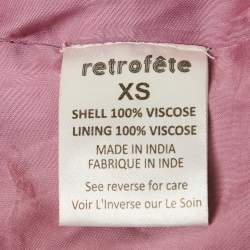 retrofête
XS
SHELL 100% VISCOSE
LINING 100% VISCOSE
MADE IN INDIA
FABRIQUE EN INDE
See reverse for care
Voir L'Inverse our Le Soin